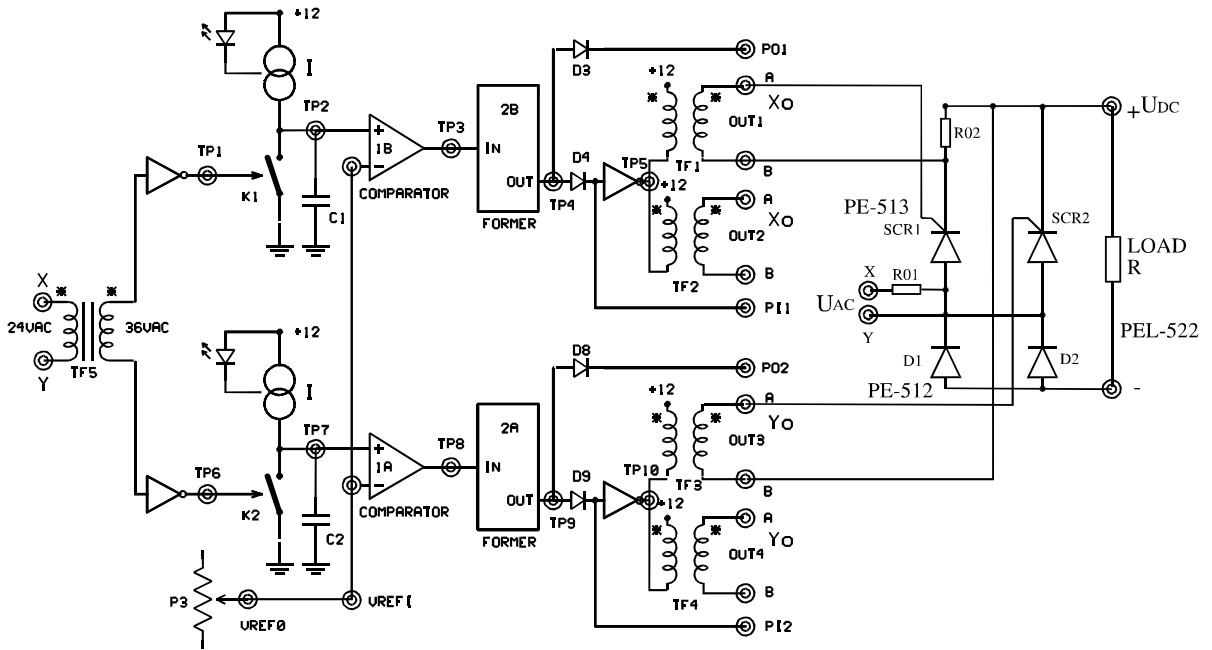 +12
I
TP2
TP1
K1
C1
+
1B
-
COMPARATOR
TP3
2B
IN
OUT
FORMER
TP4
D3
PO1
D4
TP5
+12
*
*
TF1
A
XO
OUT1
B
+12
*
*
TF2
A
XO
OUT2
B
PI1
X
*
*
24VAC
36VAC
Y
TF5
+12
I
TP7
TP6
K2
C2
+
1A
-
COMPARATOR
TP8
2A
IN
OUT
FORMER
TP9
D8
PO2
D9
TP10
+12
*
*
TF3
A
YO
OUT3
B
+12
*
*
TF4
A
YO
OUT4
B
PI2
P3
VREF0
VREFI
R02
+UDC
PE-513
SCR1
SCR2
X
R01
UAC
Y
LOAD
R
PEL-522
D1
D2
PE-512
-